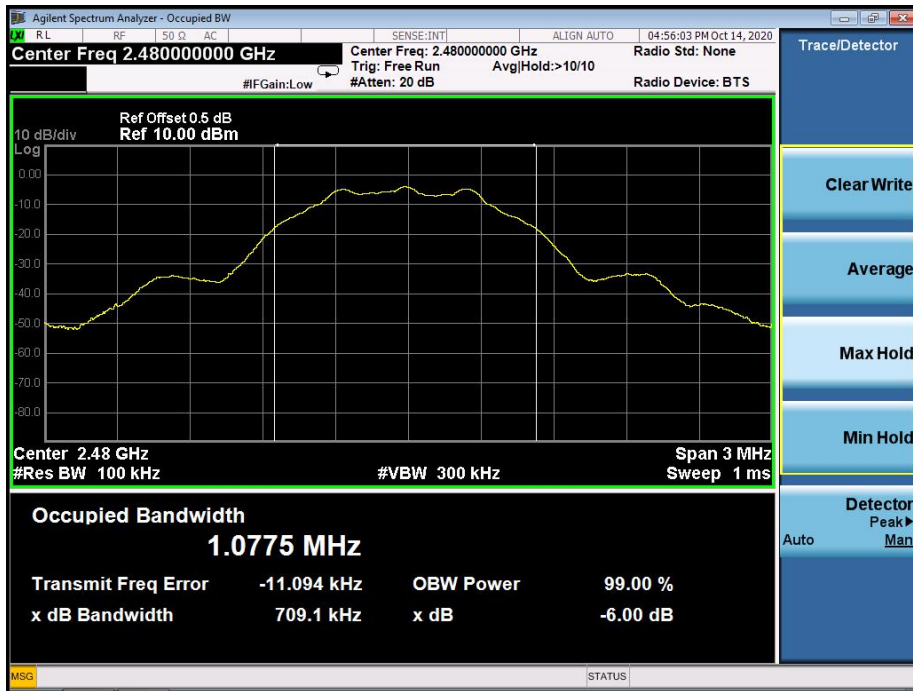 Agilent Spectrum Analyzer - Occupied BW
LXI RL RF 50 Ω AC SENSE:INT ALIGN AUTO 04:56:03 PM Oct 14, 2020
Center Freq 2.480000000 GHz
Center Freq: 2.480000000 GHz
Radio Std: None
Trig: Free Run Avg|Hold:>10/10
#IFGain:Low
#Atten: 20 dB
Radio Device: BTS
Trace/Detector
Ref Offset 0.5 dB
10 dB/div Ref 10.00 dBm
Log
0.00
-10.0
-20.0
-30.0
-40.0
-50.0
-60.0
-70.0
-80.0
Center 2.48 GHz Span 3 MHz
#Res BW 100 kHz #VBW 300 kHz Sweep 1 ms
Clear Write
Average
Max Hold
Min Hold
Detector
Peak▶
Auto Man
Occupied Bandwidth
1.0775 MHz
Transmit Freq Error -11.094 kHz OBW Power 99.00 %
x dB Bandwidth 709.1 kHz x dB -6.00 dB
MSG STATUS